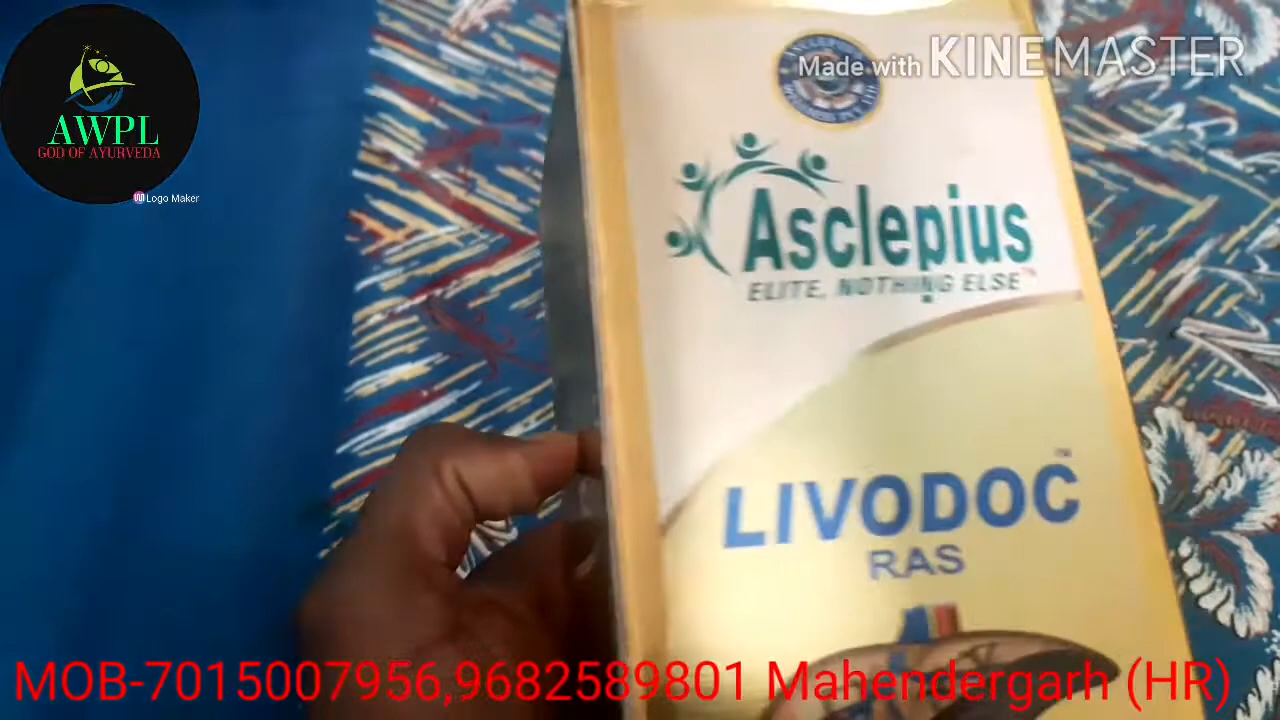 Made with KINEMASTER
AWPL
GOD OF AYURVEDA
Logo Maker
Asclepius
ELITE, NOTHING ELSE™
LIVODOC™
RAS
MOB-7015007956,9682589801 Mahendergarh (HR)